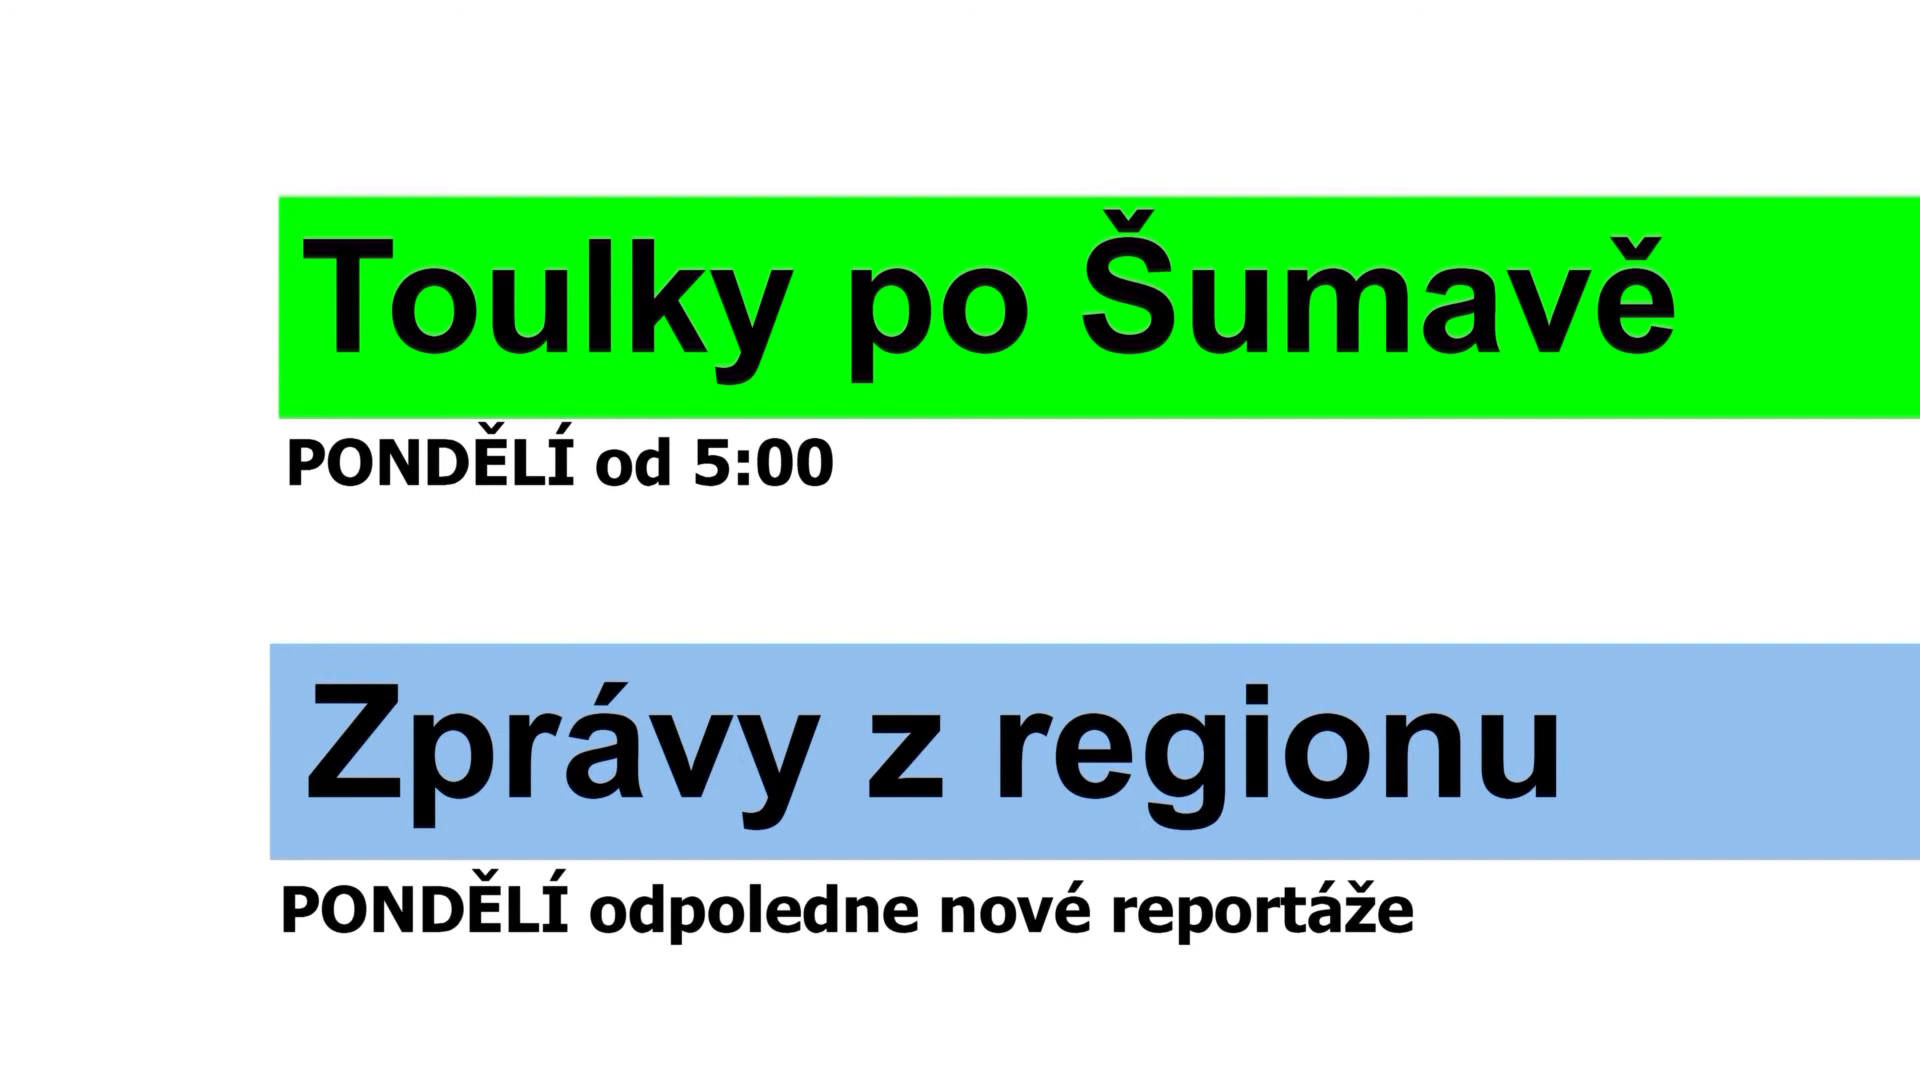 Toulky po Šumavě
PONDĚLÍ od 5:00
Zprávy z regionu
PONDĚLÍ odpoledne nové reportáže